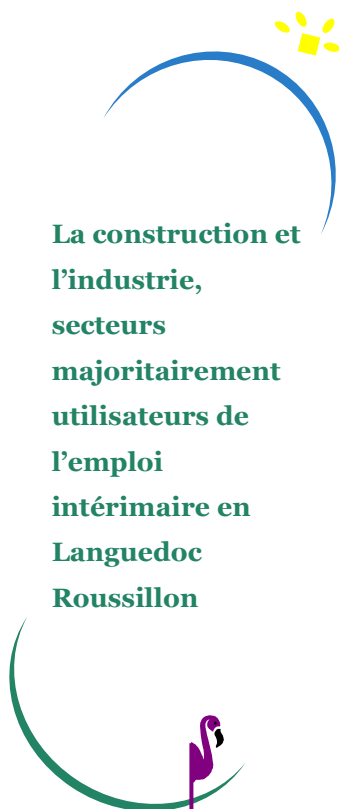 La construction et
l’industrie,
secteurs
majoritairement
utilisateurs de
l’emploi
intérimaire en
Languedoc
Roussillon